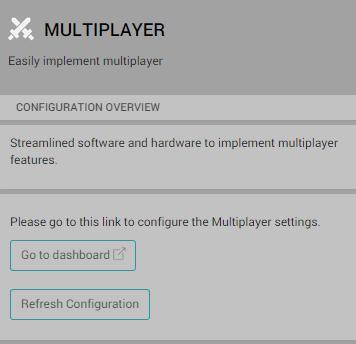 MULTIPLAYER
Easily implement multiplayer
CONFIGURATION OVERVIEW
Streamlined software and hardware to implement multiplayer
features.
Please go to this link to configure the Multiplayer settings.
Go to dashboard
Refresh Configuration